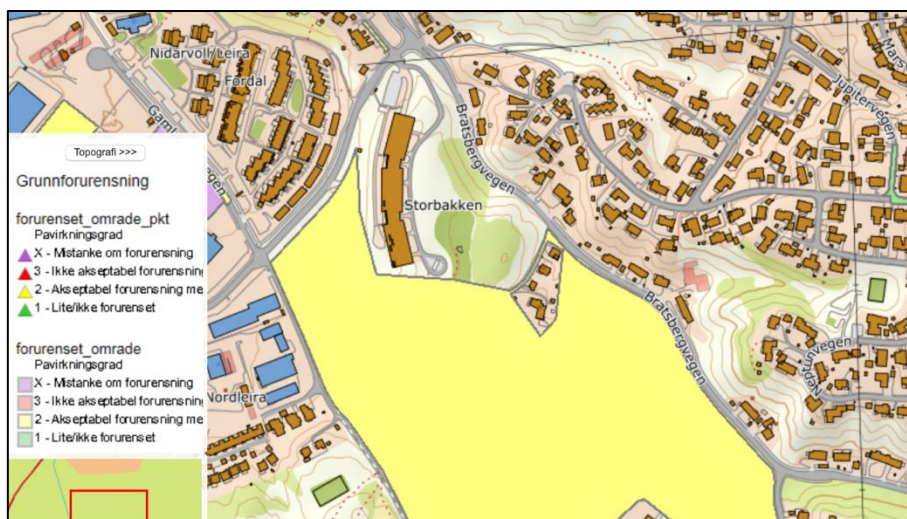 Nidarvoll/Leira
Fordal
Bratsbergvegen
Jupitervegen
Topografi >>>
Grunnforurensning
Storbakken
forurenset_omrade_pkt
Pavirkningsgrad
X - Mistanke om forurensning
3 - Ikke akseptabel forurensning
2 - Akseptabel forurensning me
1 - Lite/ikke forurenset
Bratsbergvegen
Neptunvegen
forurenset_omrade
Pavirkningsgrad
X - Mistanke om forurensning
3 - Ikke akseptabel forurensning
2 - Akseptabel forurensning me
1 - Lite/ikke forurenset
Nordleira